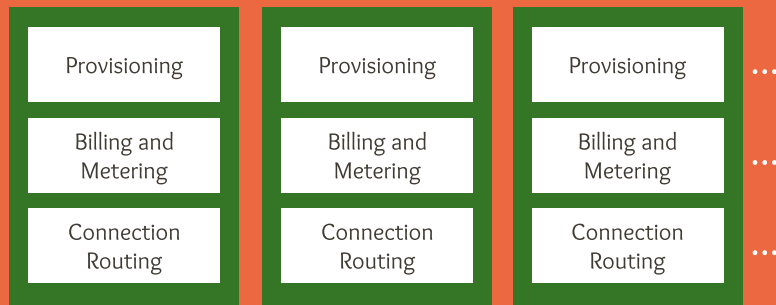 Provisioning
Billing and
Metering
Connection
Routing
Provisioning
Billing and
Metering
Connection
Routing
Provisioning
Billing and
Metering
Connection
Routing
...
...
...